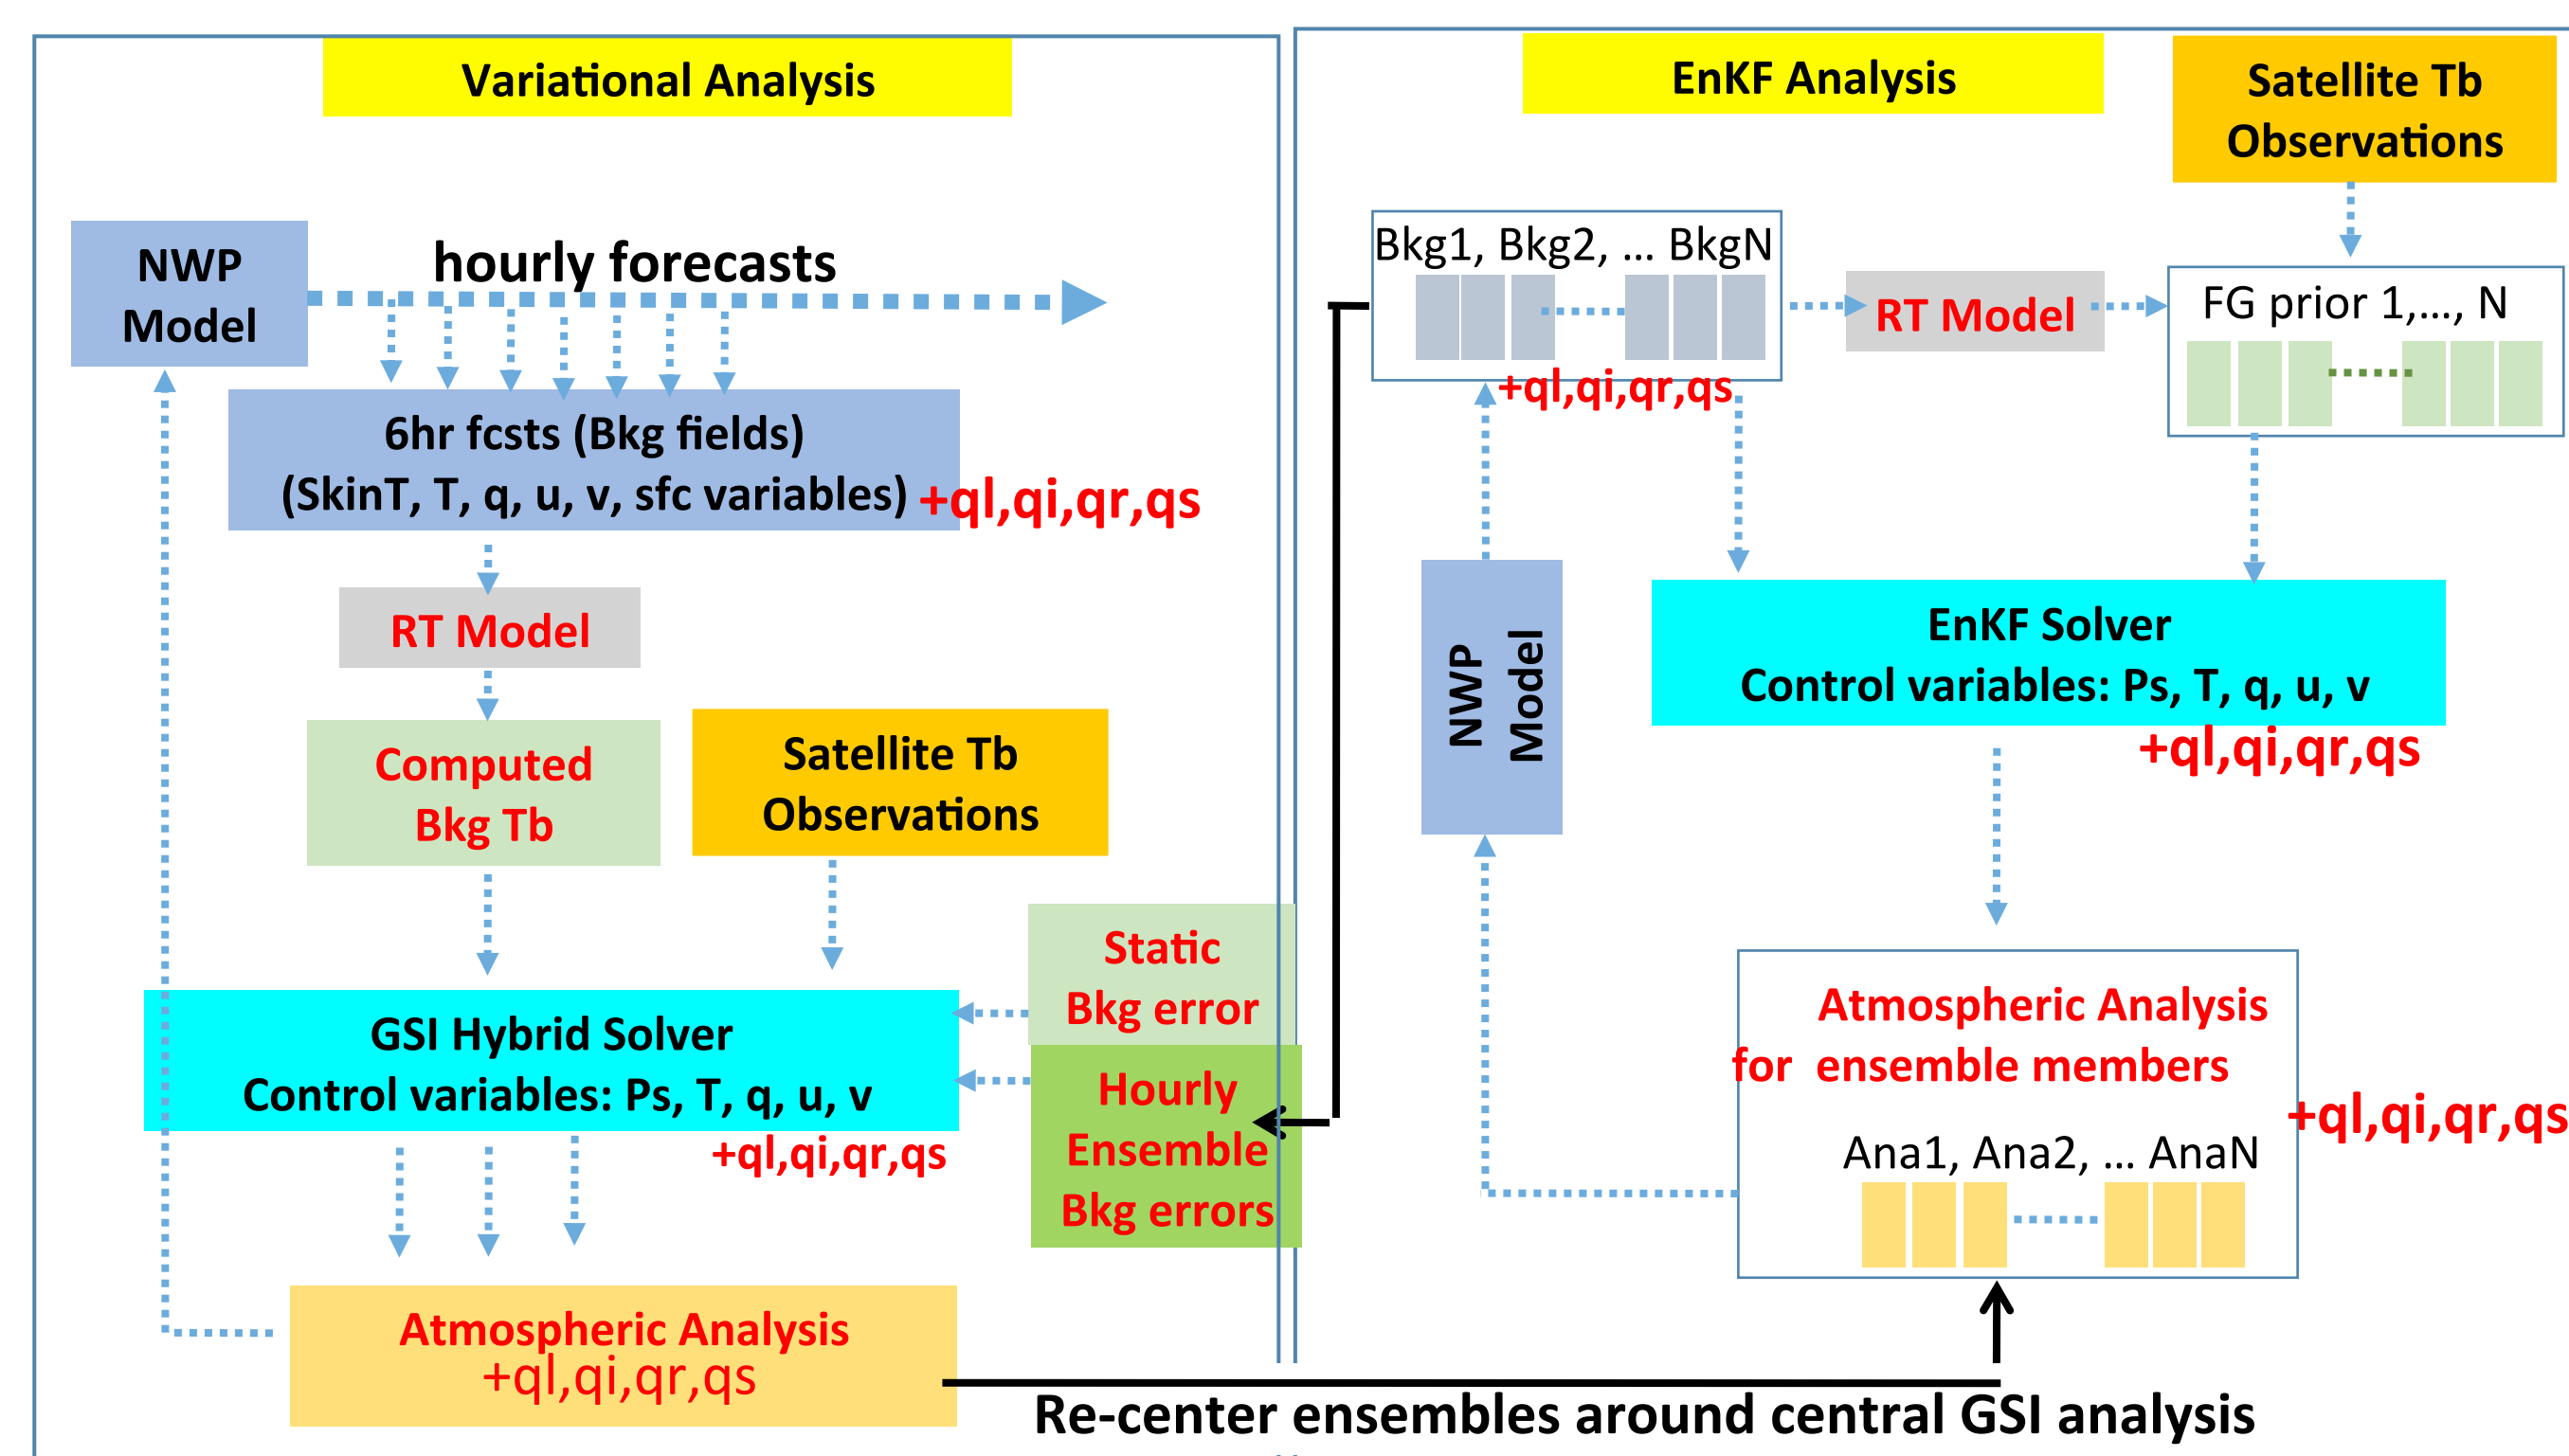 Variational Analysis
NWP
Model
hourly forecasts
6hr fcsts (Bkg fields)
(SkinT, T, q, u, v, sfc variables) +ql,qi,qr,qs
RT Model
Computed
Bkg Tb
Satellite Tb
Observations
Static
Bkg error
GSI Hybrid Solver
Control variables: Ps, T, q, u, v
+ql,qi,qr,qs
Hourly
Ensemble
Bkg errors
Atmospheric Analysis
+ql,qi,qr,qs
EnKF Analysis
Satellite Tb
Observations
Bkg1, Bkg2, ... BkgN
+ql,qi,qr,qs
RT Model
FG prior 1,..., N
NWP
Model
EnKF Solver
Control variables: Ps, T, q, u, v
+ql,qi,qr,qs
Atmospheric Analysis
for ensemble members
+ql,qi,qr,qs
Ana1, Ana2, ... AnaN
Re-center ensembles around central GSI analysis